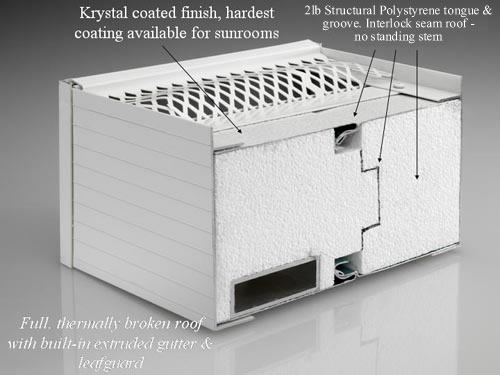 Krystal coated finish, hardest
coating available for sunrooms
2lb Structural Polystyrene tongue &
groove. Interlock seam roof -
no standing stem
Full. thermally broken roof
with built-in extruded gutter &
leafguard